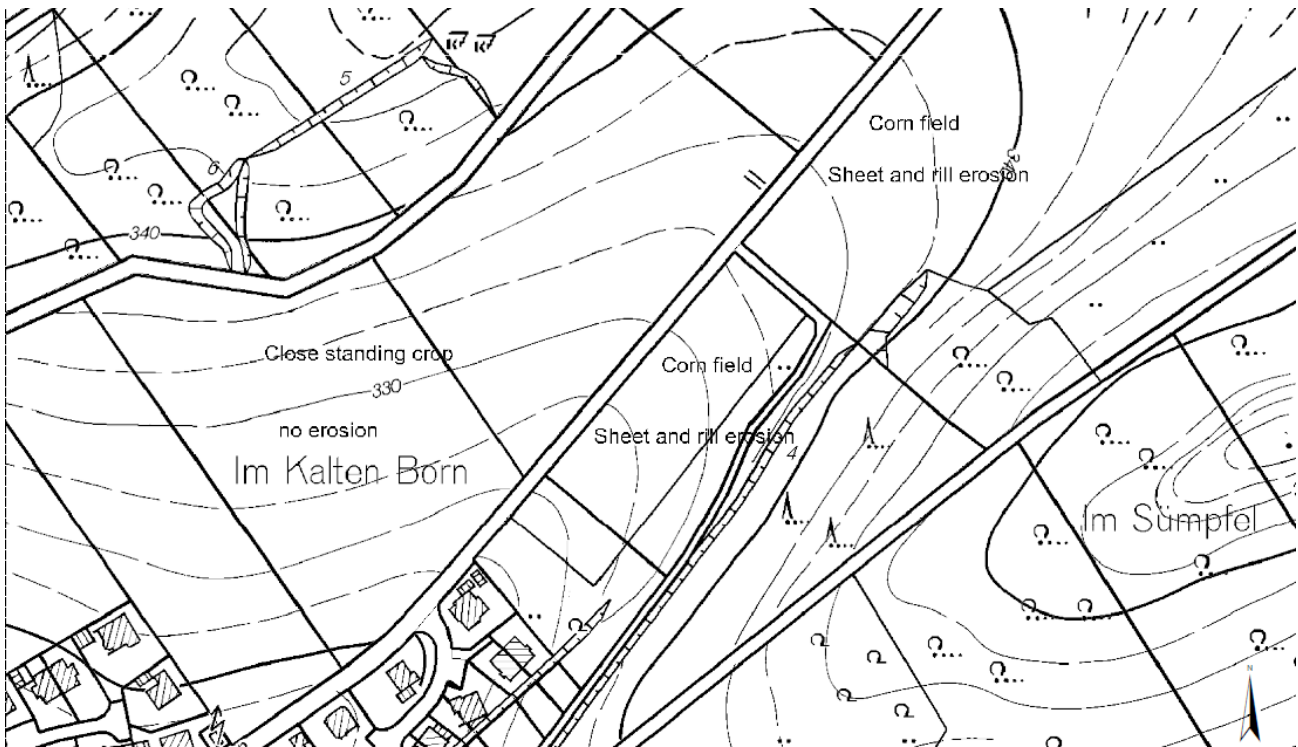 5
Corn field
6
Sheet and rill erosion
340
340
Close standing crop
Corn field
330
no erosion
Sheet and rill erosion
4
Im Kalten Born
Im Sümpfel
N